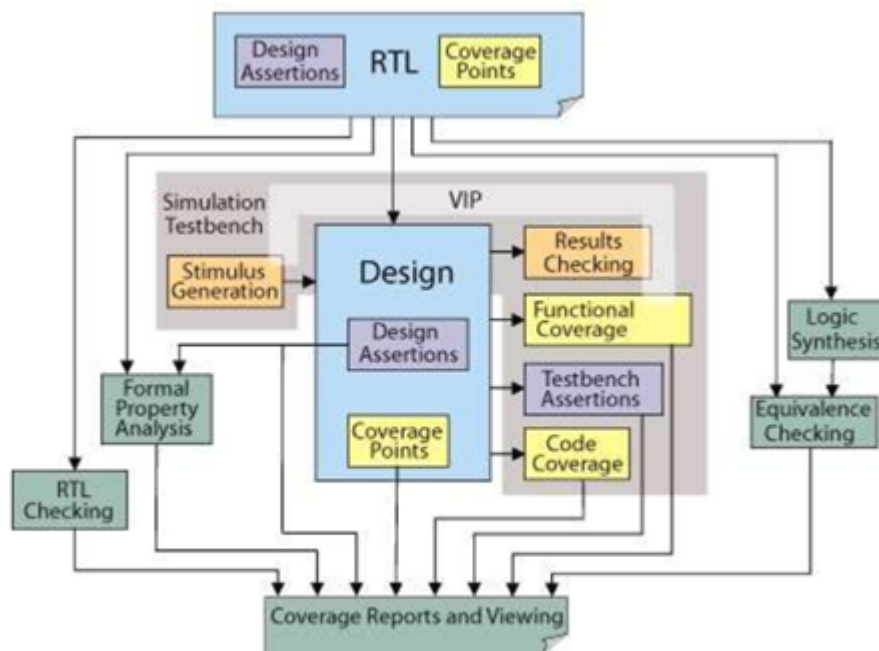 Design
Assertions
RTL
Coverage
Points
Simulation
Testbench
VIP
Stimulus
Generation
Design
Results
Checking
Functional
Coverage
Design
Assertions
Testbench
Assertions
Coverage
Points
Code
Coverage
Formal
Property
Analysis
RTL
Checking
Logic
Synthesis
Equivalence
Checking
Coverage Reports and Viewing